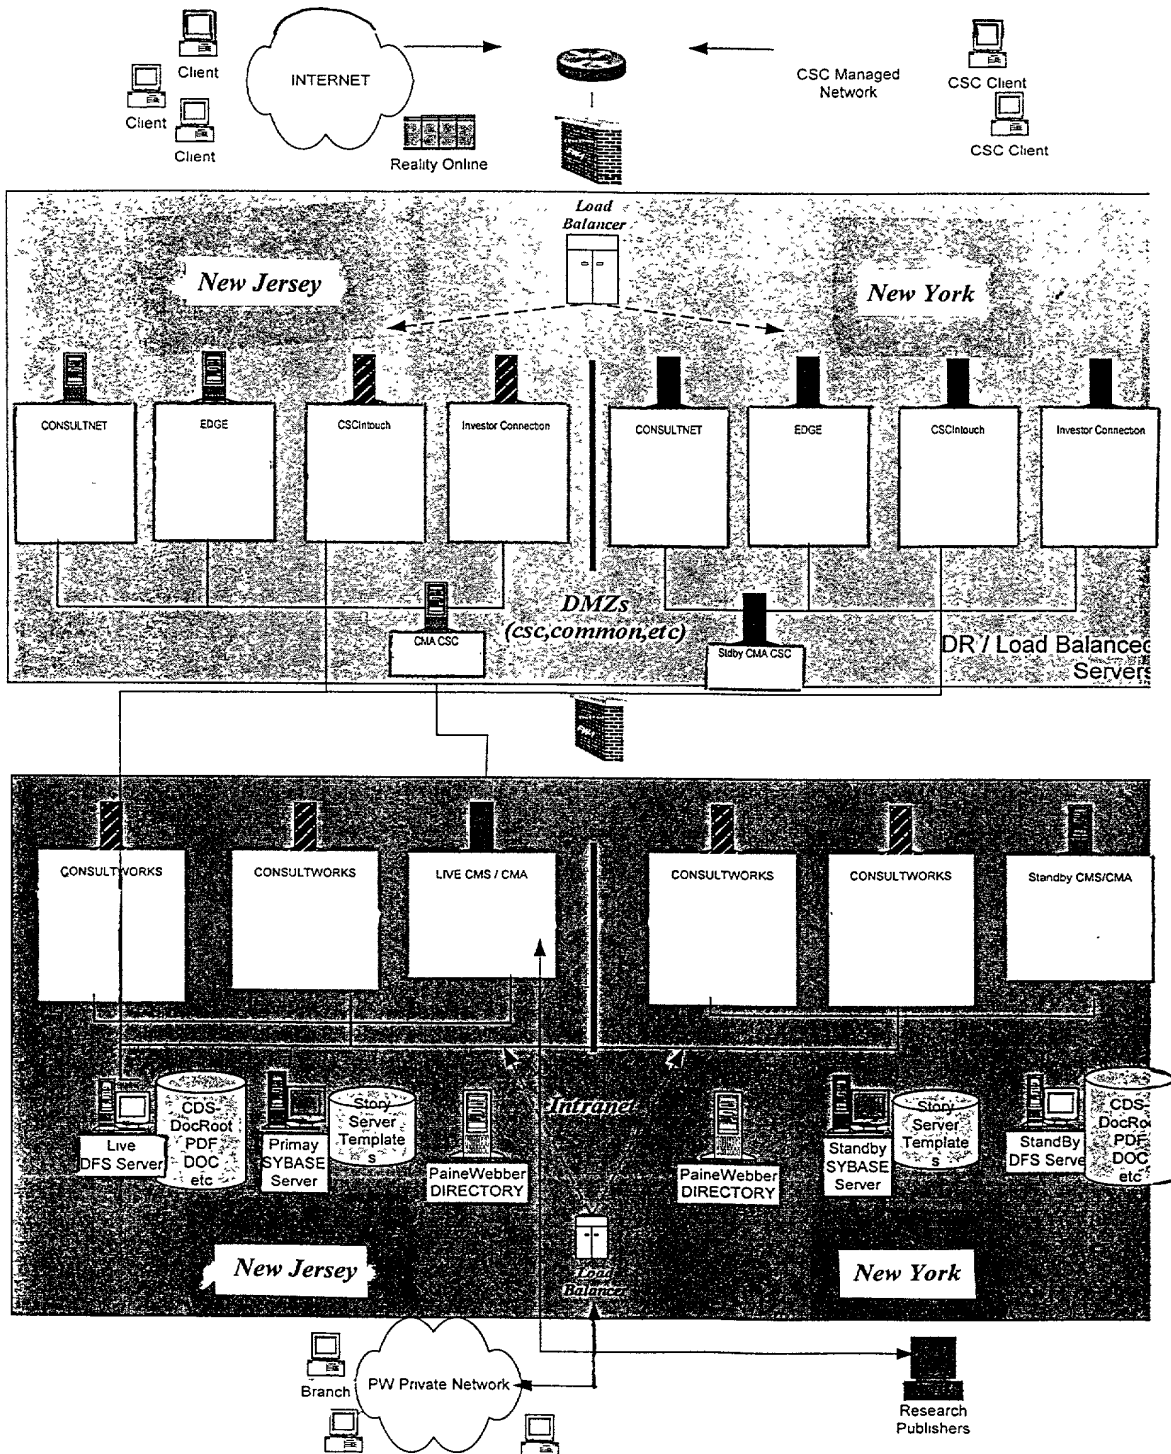 Client
Client
Client
INTERNET
Reality Online
CSC Managed
Network
CSC Client
CSC Client
Load
Balancer
New Jersey
New York
CONSULTNET
EDGE
CSCIntouch
Investor Connection
CONSULTNET
EDGE
CSCIntouch
Investor Connection
CMA CSC
DMZs
(csc,common,etc)
Stdby CMA CSC
DR / Load Balanced
Servers
CONSULTWORKS
CONSULTWORKS
LIVE CMS / CMA
CONSULTWORKS
CONSULTWORKS
Standby CMS/CMA
Live
DFS Server
CDS-
DocRoot
PDF
DOC
etc
Primay
SYBASE
Server
Story
Server
Template
s
PaineWebber
DIRECTORY
Intranet
PaineWebber
DIRECTORY
Standby
SYBASE
Server
Story
Server
Template
s
StandBy
DFS Serve
CDS-
DocRo
PDF
DOC
etc
New Jersey
Load
Balancer
New York
Branch
PW Private Network
Research
Publishers